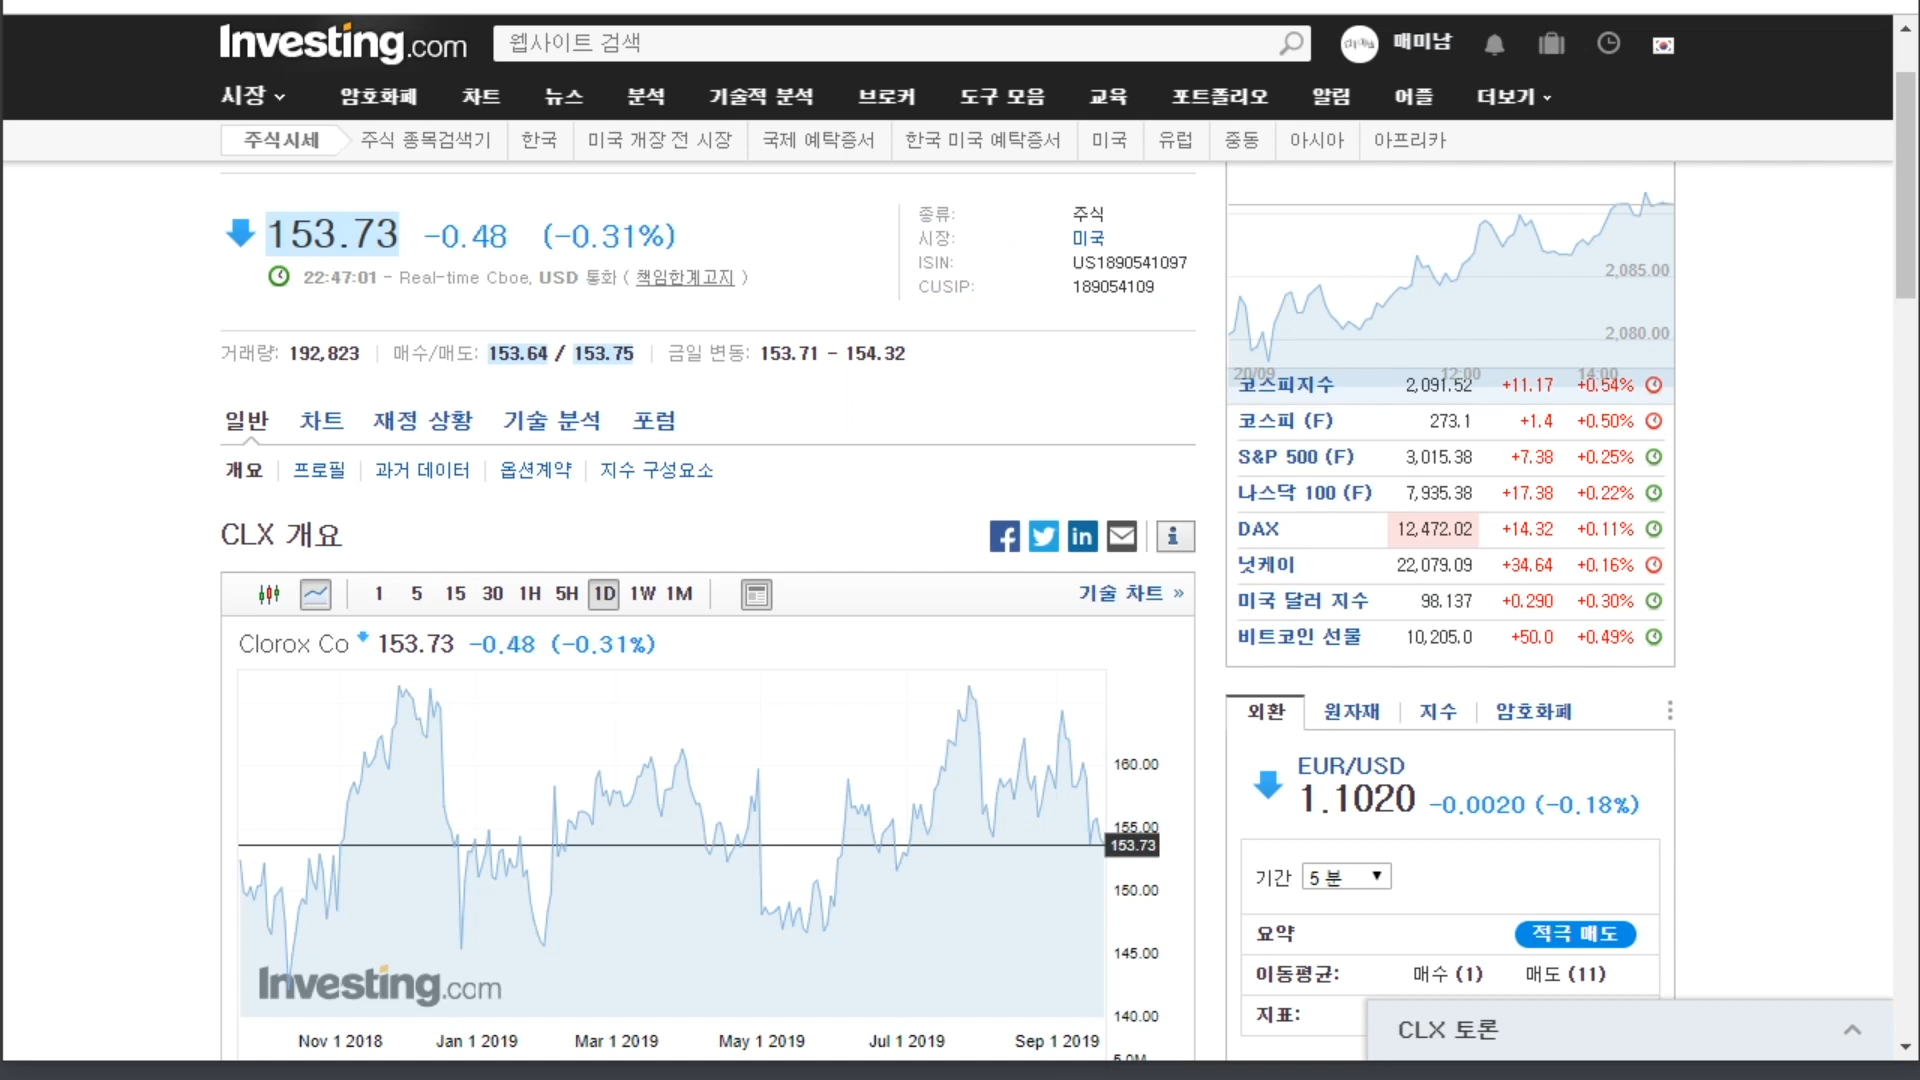 Investing.com
웹사이트 검색
매미남
시장 암호화폐 차트 뉴스 분석 기술적 분석 브로커 도구 모음 교육 포트폴리오 알림 어플 더보기
주식시세 주식 종목검색기 한국 미국 개장 전 시장 국제 예탁증서 한국 미국 예탁증서 미국 유럽 중동 아시아 아프리카
153.73 -0.48 (-0.31%)
22:47:01 - Real-time Cboe, USD 통화 ( 책임한계고지 )
종류: 주식
시장: 미국
ISIN: US1890541097
CUSIP: 189054109
거래량: 192,823 매수/매도: 153.64 / 153.75 금일 변동: 153.71 - 154.32
일반 차트 재정 상황 기술 분석 포럼
개요 프로필 과거 데이터 옵션계약 지수 구성요소
CLX 개요
1 5 15 30 1H 5H 1D 1W 1M
기술 차트 »
Clorox Co 153.73 -0.48 (-0.31%)
160.00
155.00
153.73
150.00
145.00
140.00
5.0M
Investing.com
Nov 1 2018 Jan 1 2019 Mar 1 2019 May 1 2019 Jul 1 2019 Sep 1 2019
2,085.00
2,080.00
20/09 12:00 14:00
코스피지수 2,091.52 +11.17 +0.54%
코스피 (F) 273.1 +1.4 +0.50%
S&P 500 (F) 3,015.38 +7.38 +0.25%
나스닥 100 (F) 7,935.38 +17.38 +0.22%
DAX 12,472.02 +14.32 +0.11%
닛케이 22,079.09 +34.64 +0.16%
미국 달러 지수 98.137 +0.290 +0.30%
비트코인 선물 10,205.0 +50.0 +0.49%
외환 원자재 지수 암호화폐
EUR/USD
1.1020 -0.0020 (-0.18%)
기간 5 분
요약 적극 매도
이동평균: 매수 (1) 매도 (11)
지표:
CLX 토론